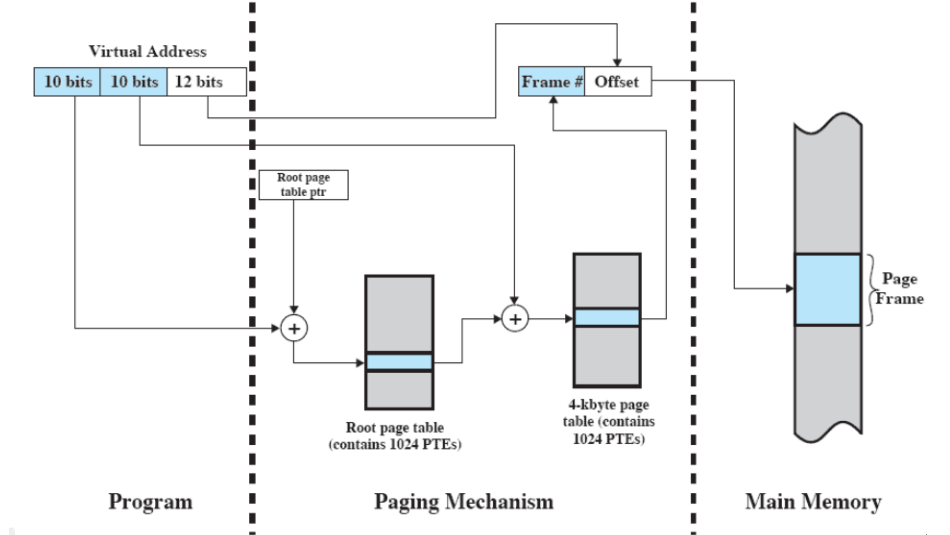 Virtual Address
10 bits 10 bits 12 bits
Frame # Offset
Root page
table ptr
+
+
Page
Frame
Root page table
(contains 1024 PTEs)
4-kbyte page
table (contains
1024 PTEs)
Program
Paging Mechanism
Main Memory